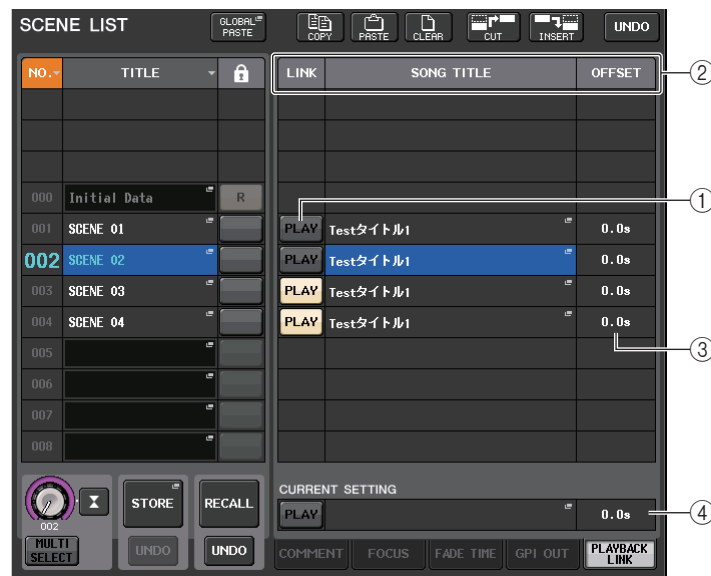 SCENE LIST
GLOBAL PASTE
COPY
PASTE
CLEAR
CUT
INSERT
UNDO
NO. TITLE LINK SONG TITLE OFFSET ②
000 Initial Data R
①
001 SCENE 01 PLAY Testタイトル1 0.0s
002 SCENE 02 PLAY Testタイトル1 0.0s
003 SCENE 03 PLAY Testタイトル1 0.0s
004 SCENE 04 PLAY Testタイトル1 0.0s
③
005
006
007
008
CURRENT SETTING
STORE RECALL
PLAY 0.0s ④
002
MULTI SELECT
UNDO UNDO
COMMENT FOCUS FADE TIME GPI OUT PLAYBACK LINK